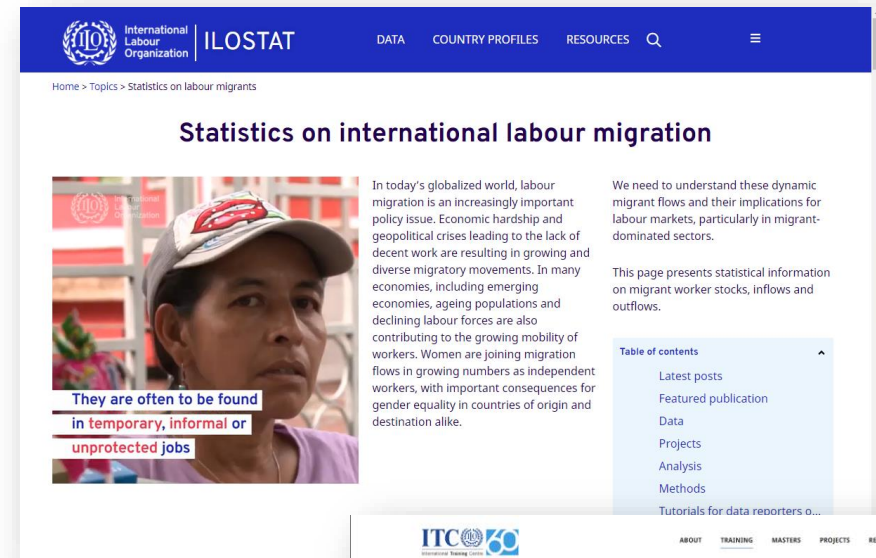 International
Labour
Organization
ILOSTAT
DATA COUNTRY PROFILES RESOURCES
Home > Topics > Statistics on labour migrants
Statistics on international labour migration
International
Labour
Organization
They are often to be found
in temporary, informal or
unprotected jobs
In today's globalized world, labour
migration is an increasingly important
policy issue. Economic hardship and
geopolitical crises leading to the lack of
decent work are resulting in growing and
diverse migratory movements. In many
economies, including emerging
economies, ageing populations and
declining labour forces are also
contributing to the growing mobility of
workers. Women are joining migration
flows in growing numbers as independent
workers, with important consequences for
gender equality in countries of origin and
destination alike.
We need to understand these dynamic
migrant flows and their implications for
labour markets, particularly in migrant-
dominated sectors.
This page presents statistical information
on migrant worker stocks, inflows and
outflows.
Table of contents
Latest posts
Featured publication
Data
Projects
Analysis
Methods
Tutorials for data reporters o...
ITC 60
International Training Centre
ABOUT TRAINING MASTERS PROJECTS RE